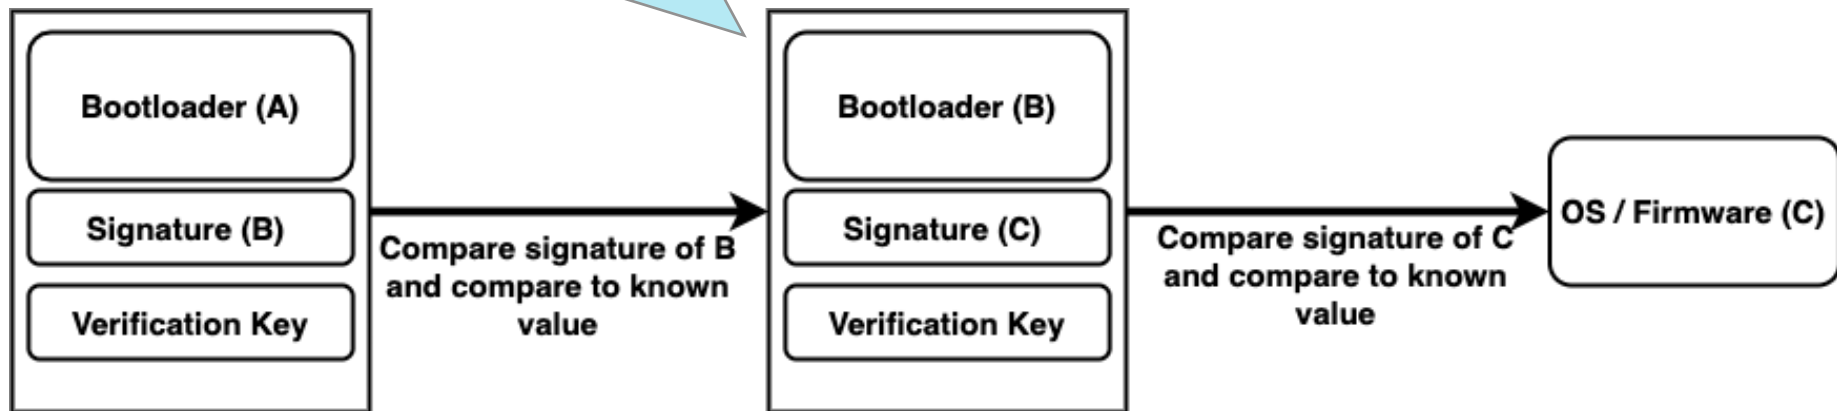 Bootloader (A)
Signature (B)
Verification Key
Compare signature of B
and compare to known
value
Bootloader (B)
Signature (C)
Verification Key
Compare signature of C
and compare to known
value
OS / Firmware (C)